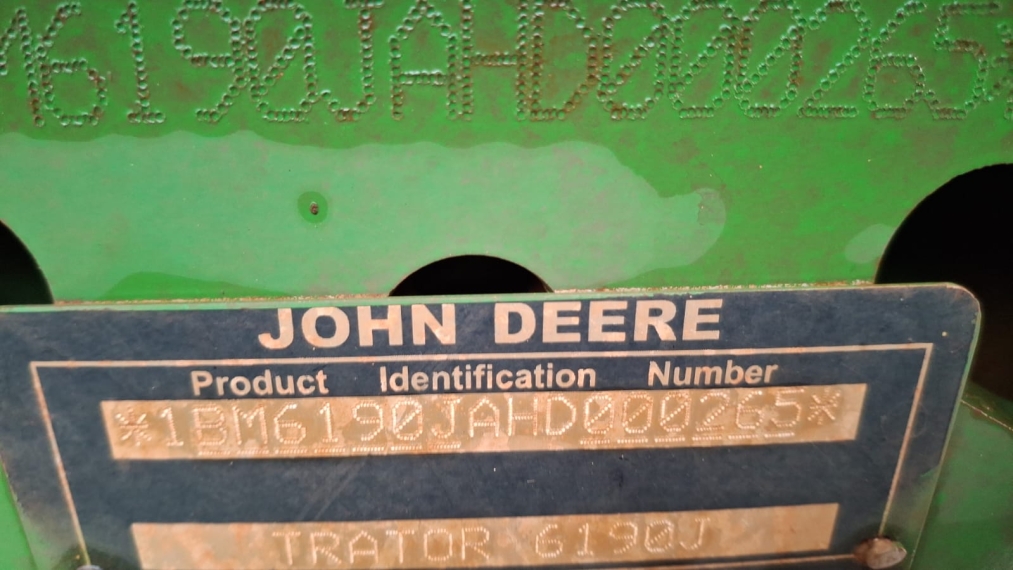 M6190JAHD000265*
JOHN DEERE
Product Identification Number
*1BM6190JAHD000265*
TRATOR 6190J